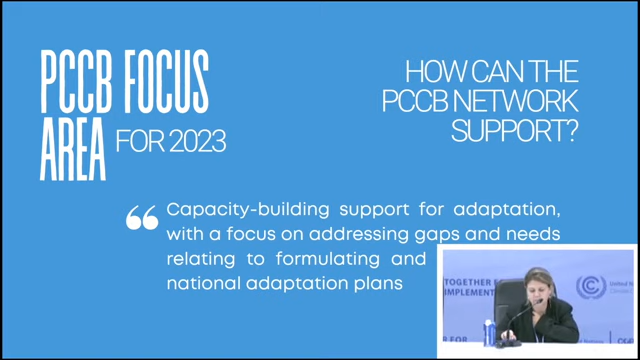 PCCB FOCUS
AREA FOR 2023
HOW CAN THE
PCCB NETWORK
SUPPORT?
“ Capacity-building support for adaptation,
with a focus on addressing gaps and needs
relating to formulating and
national adaptation plans
TOGETHER
IMPLEMENT
United